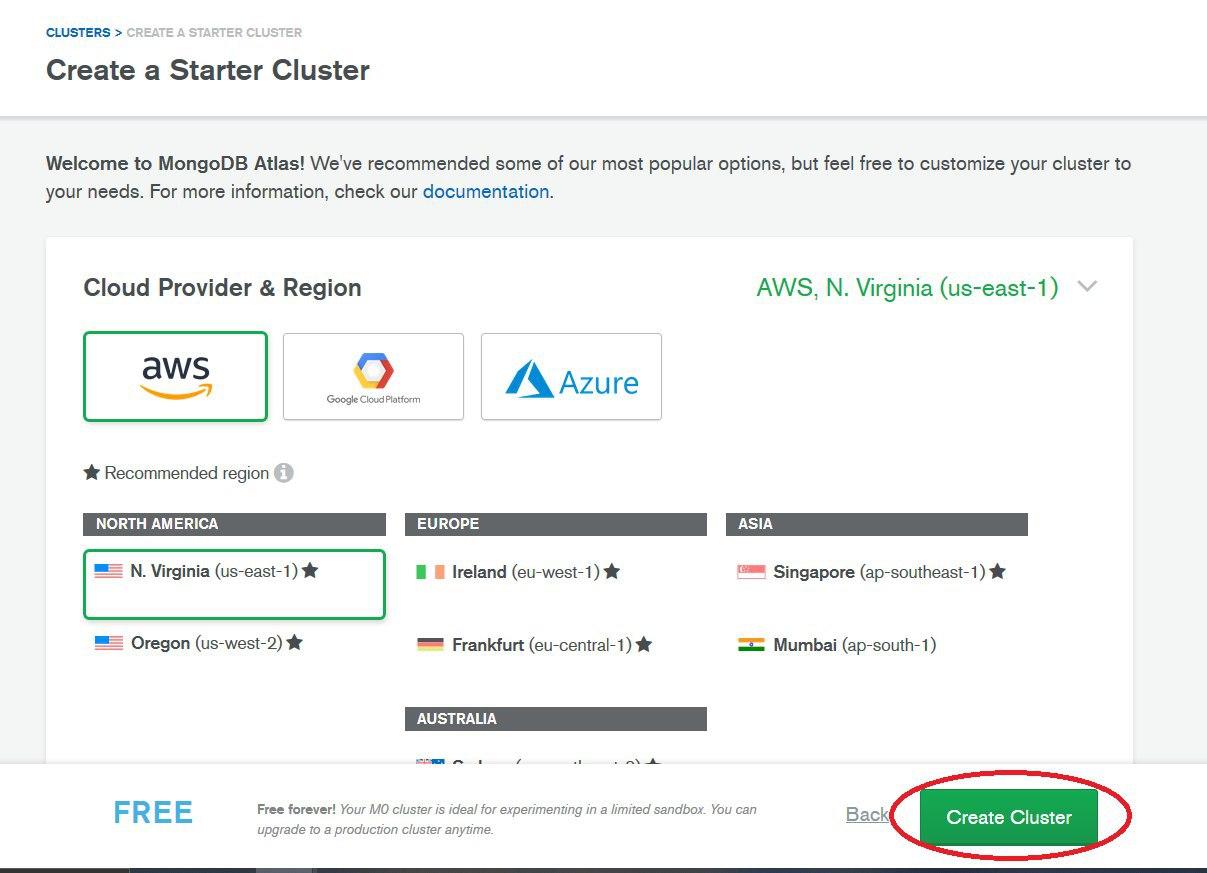 CLUSTERS > CREATE A STARTER CLUSTER
Create a Starter Cluster
Welcome to MongoDB Atlas! We've recommended some of our most popular options, but feel free to customize your cluster to
your needs. For more information, check our documentation.
Cloud Provider & Region
AWS, N. Virginia (us-east-1)
aws
Google Cloud Platform
Azure
★ Recommended region
NORTH AMERICA
N. Virginia (us-east-1) ★
Oregon (us-west-2) ★
EUROPE
Ireland (eu-west-1) ★
Frankfurt (eu-central-1) ★
ASIA
Singapore (ap-southeast-1) ★
Mumbai (ap-south-1)
AUSTRALIA
FREE
Free forever! Your M0 cluster is ideal for experimenting in a limited sandbox. You can
upgrade to a production cluster anytime.
Back
Create Cluster